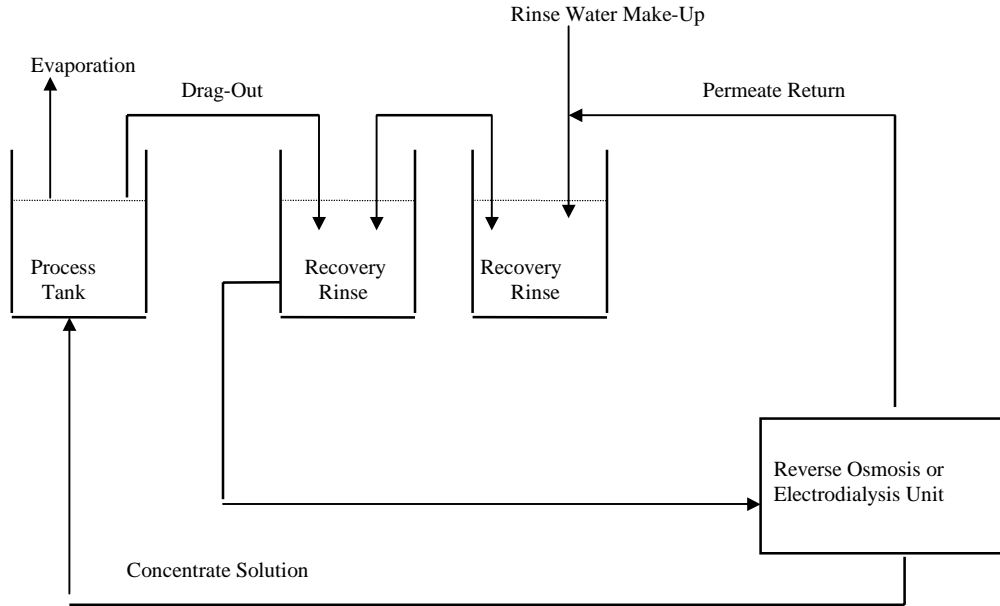 Rinse Water Make-Up
Evaporation
Drag-Out
Permeate Return
Process
Tank
Recovery
Rinse
Recovery
Rinse
Reverse Osmosis or
Electrodialysis Unit
Concentrate Solution